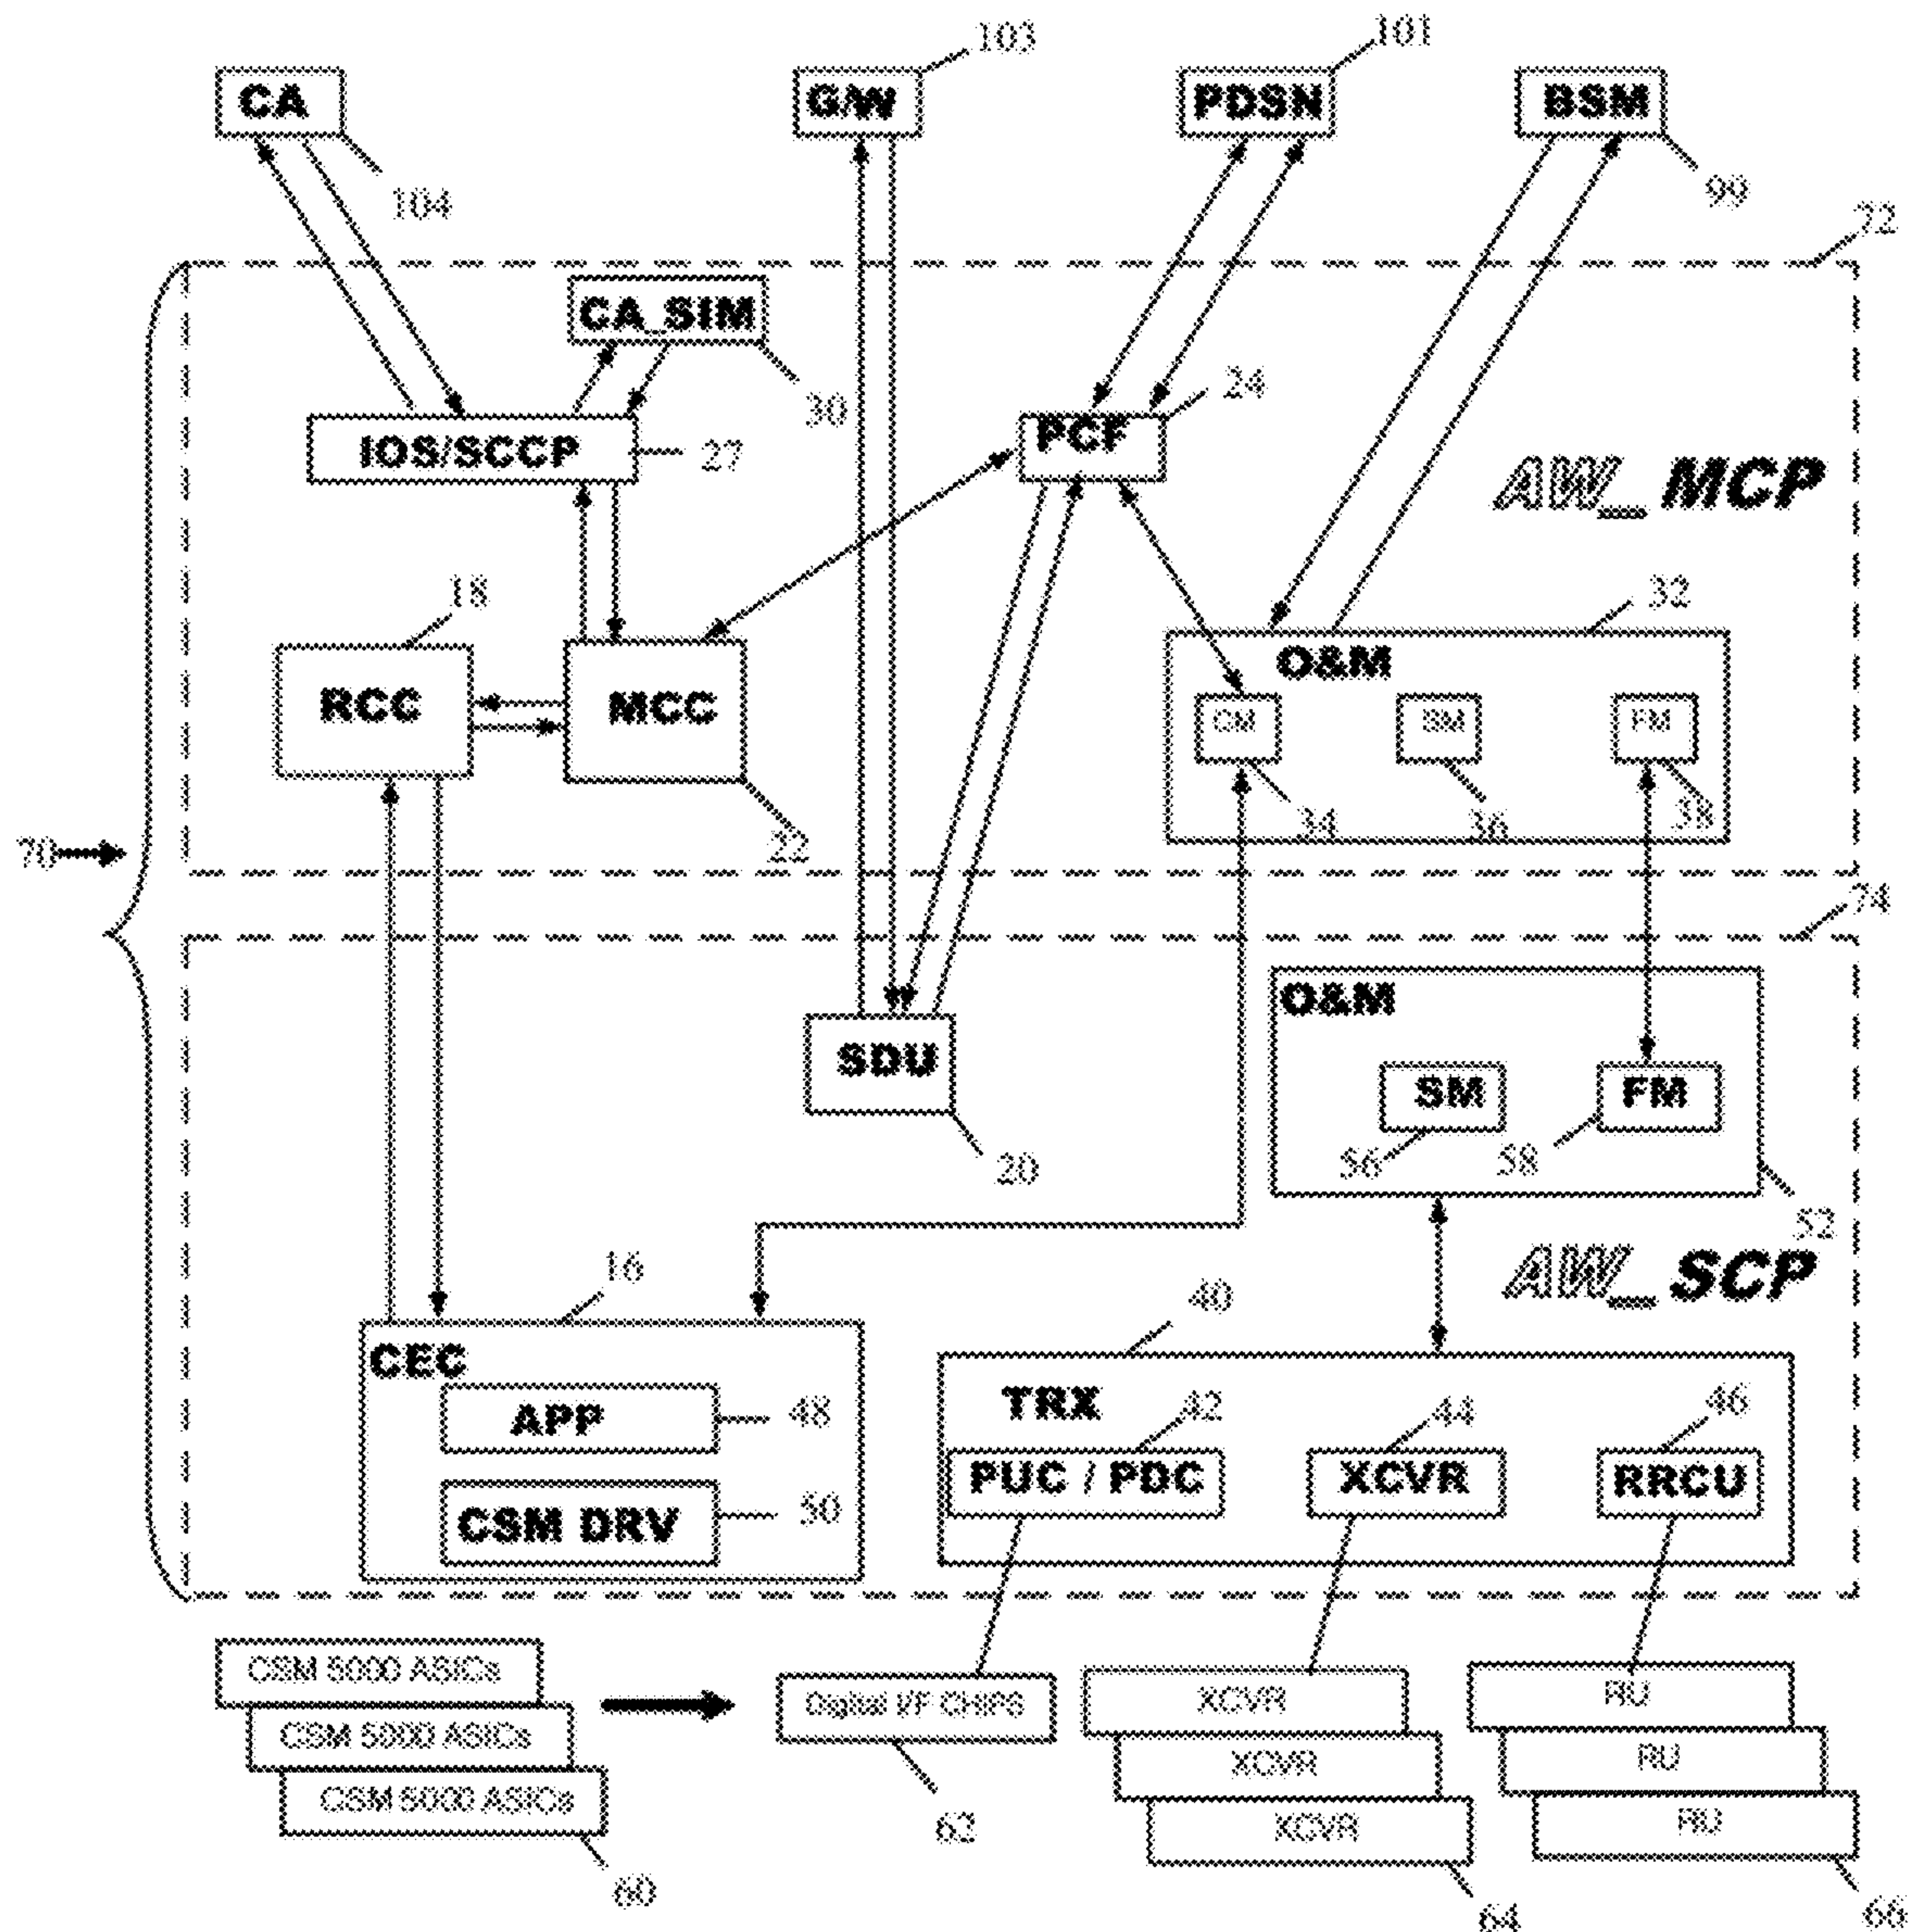 103
101
CA
G/W
PDSN
BSM
104
99
72
CA_SIM
30
24
IOS/SCCP
27
PCF
AW_MCP
18
32
O&M
RCC
MCC
CM
SM
FM
22
34
36
38
70
74
O&M
SDU
SM
FM
20
56
58
52
16
AW_SCP
40
CEC
TRX
42
44
46
APP
48
PUC / PDC
XCVR
RRCU
CSM DRV
50
CSM 5000 ASICs
CSM 5000 ASICs
CSM 5000 ASICs
Digital I/F CHIPS
XCVR
XCVR
XCVR
RU
RU
RU
62
60
64
66